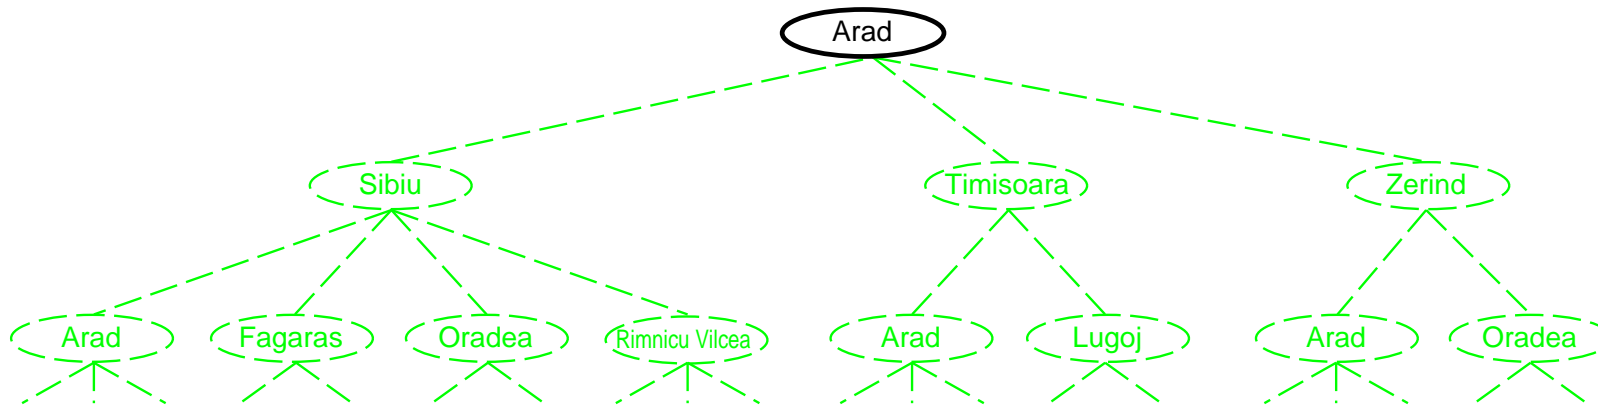 Arad
Sibiu
Timisoara
Zerind
Arad
Fagaras
Oradea
Rimnicu Vilcea
Arad
Lugoj
Arad
Oradea